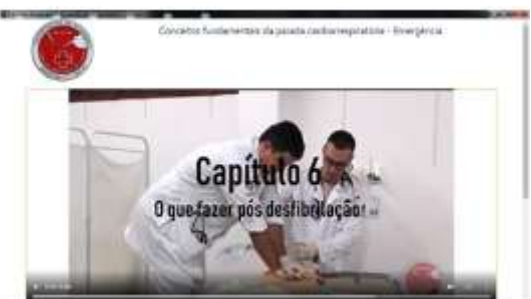 Conceitos fundamentais da parada cardiorrespiratória - Emergência
Capítulo 6
O que fazer pós desfibrilação